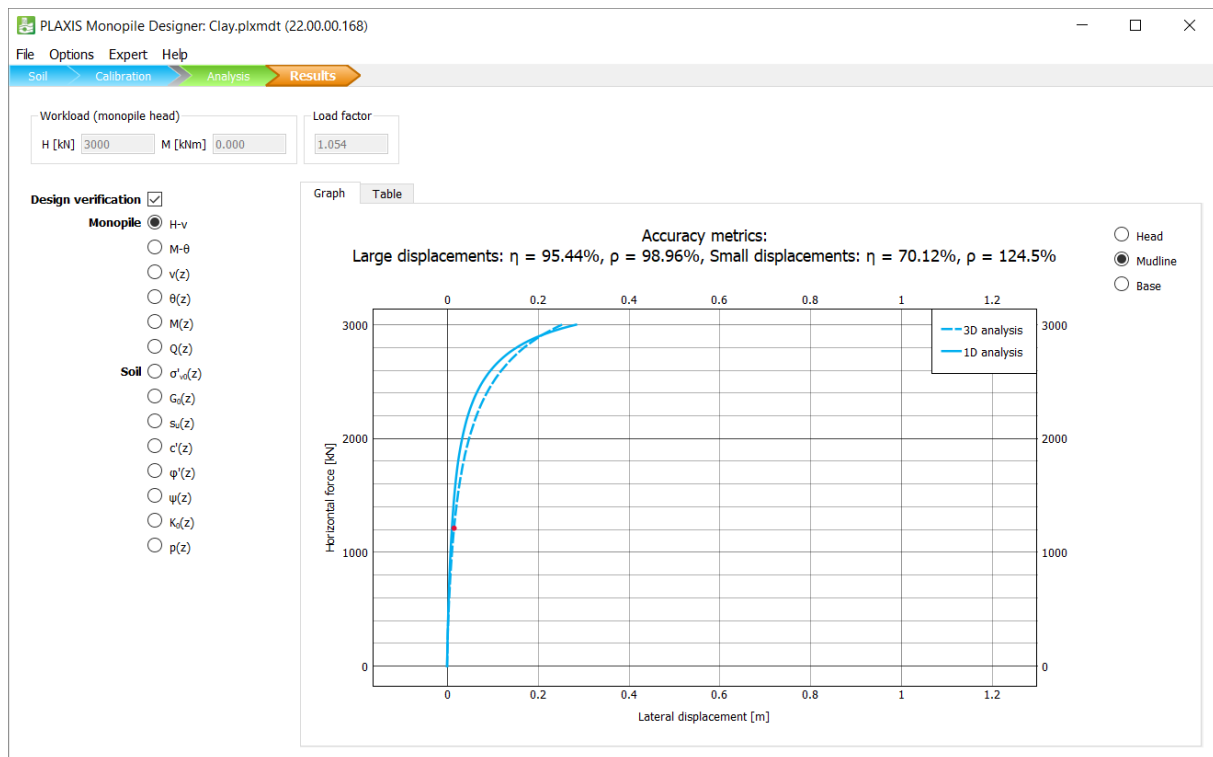 PLAXIS Monopile Designer: Clay.plxmdt (22.00.00.168)
File Options Expert Help
Soil Calibration Analysis Results
Workload (monopile head)
H [kN] 3000 M [kNm] 0.000
Load factor
1.054
Design verification
Monopile H-v
M-θ
v(z)
θ(z)
M(z)
Q(z)
Soil σ'v0(z)
G0(z)
su(z)
c'(z)
φ'(z)
ψ(z)
K0(z)
p(z)
Graph Table
Accuracy metrics:
Large displacements: η = 95.44%, ρ = 98.96%, Small displacements: η = 70.12%, ρ = 124.5%
Head
Mudline
Base
0 0.2 0.4 0.6 0.8 1 1.2
3000 3000
3D analysis
1D analysis
2000 2000
Horizontal force [kN]
1000 1000
0 0
0 0.2 0.4 0.6 0.8 1 1.2
Lateral displacement [m]